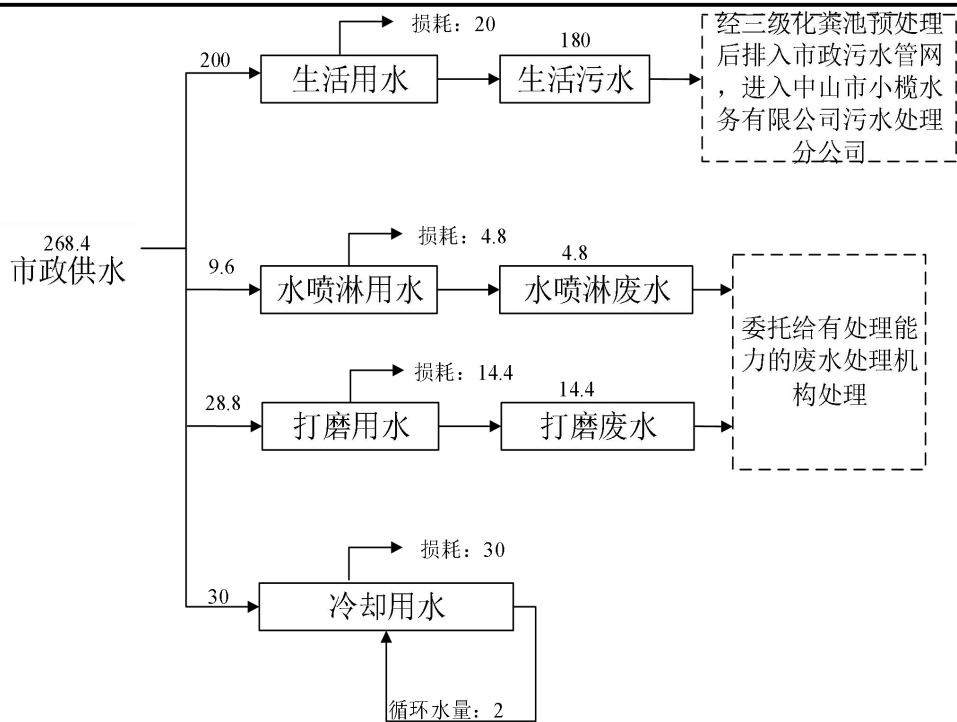 损耗：20
200
生活用水
180
生活污水
经三级化粪池预处理
后排入市政污水管网
，进入中山市小榄水
务有限公司污水处理
分公司
268.4
市政供水
损耗：4.8
9.6
水喷淋用水
4.8
水喷淋废水
委托给有处理能
力的废水处理机
构处理
损耗：14.4
28.8
打磨用水
14.4
打磨废水
损耗：30
30
冷却用水
循环水量：2